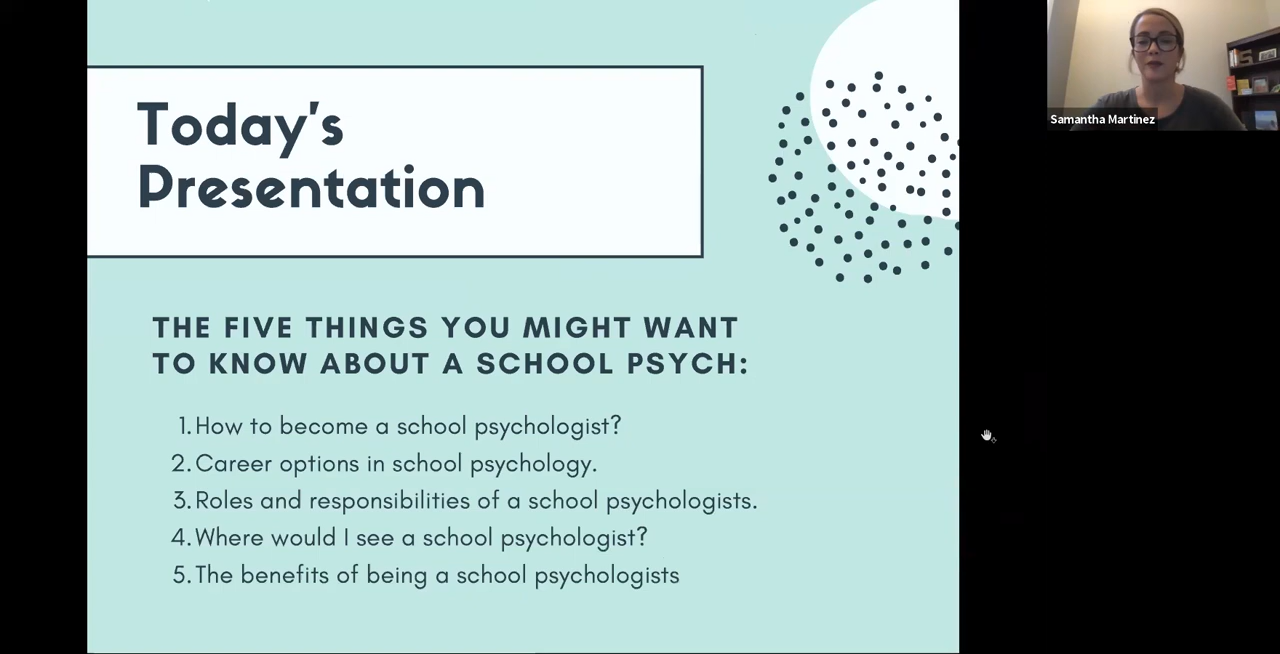 Today's
Presentation
THE FIVE THINGS YOU MIGHT WANT
TO KNOW ABOUT A SCHOOL PSYCH:
1. How to become a school psychologist?
2. Career options in school psychology.
3. Roles and responsibilities of a school psychologists.
4. Where would I see a school psychologist?
5. The benefits of being a school psychologists
Samantha Martinez